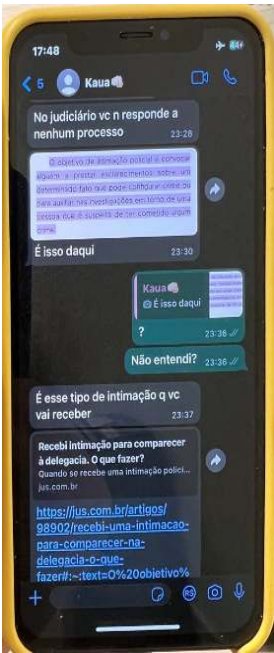 17:48
5 Kaua
No judiciário vc n responde a
nenhum processo
23:28
O objetivo de intimação policial é convocar
alguém a prestar esclarecimentos sobre um
determinado fato que pode configurar crime ou
para auxiliar nas investigações em torno de uma
pessoa que é suspeita de ter cometido algum
crime.
É isso daqui
23:30
Kaua
É isso daqui
?
23:36
Não entendi? 23:36
É esse tipo de intimação q vc
vai receber
23:37
Recebi intimação para comparecer
à delegacia. O que fazer?
Quando se recebe uma intimação polici...
jus.com.br
https://jus.com.br/artigos/
98902/recebi-uma-intimacao-
para-comparecer-na-
delegacia-o-que-
fazer#:~:text=O%20objetivo%
RS